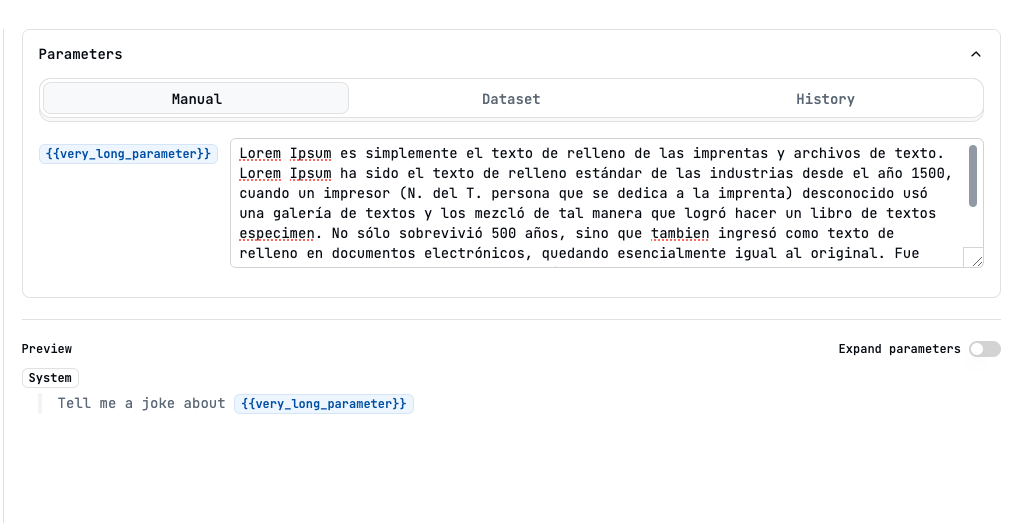 Parameters
Manual
Dataset
History
{{very_long_parameter}}
Lorem Ipsum es simplemente el texto de relleno de las imprentas y archivos de texto.
Lorem Ipsum ha sido el texto de relleno estándar de las industrias desde el año 1500,
cuando un impresor (N. del T. persona que se dedica a la imprenta) desconocido usó
una galería de textos y los mezcló de tal manera que logró hacer un libro de textos
especimen. No sólo sobrevivió 500 años, sino que tambien ingresó como texto de
relleno en documentos electrónicos, quedando esencialmente igual al original. Fue
Preview
Expand parameters
System
Tell me a joke about {{very_long_parameter}}